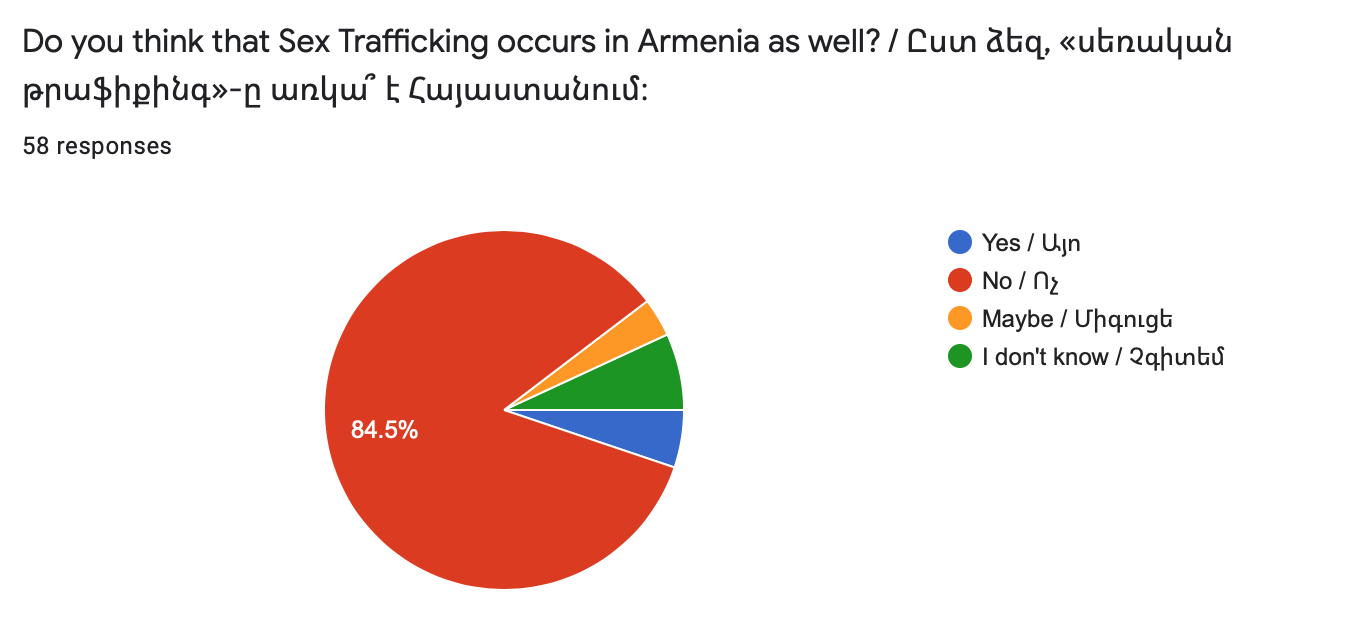 Do you think that Sex Trafficking occurs in Armenia as well? / Ըստ ձեզ, «սեռական
թրաֆիքինգ»-ը առկա՞ է Հայաստանում:
58 responses
84.5%
Yes / Այո
No / Ոչ
Maybe / Միգուցե
I don't know / Չգիտեմ